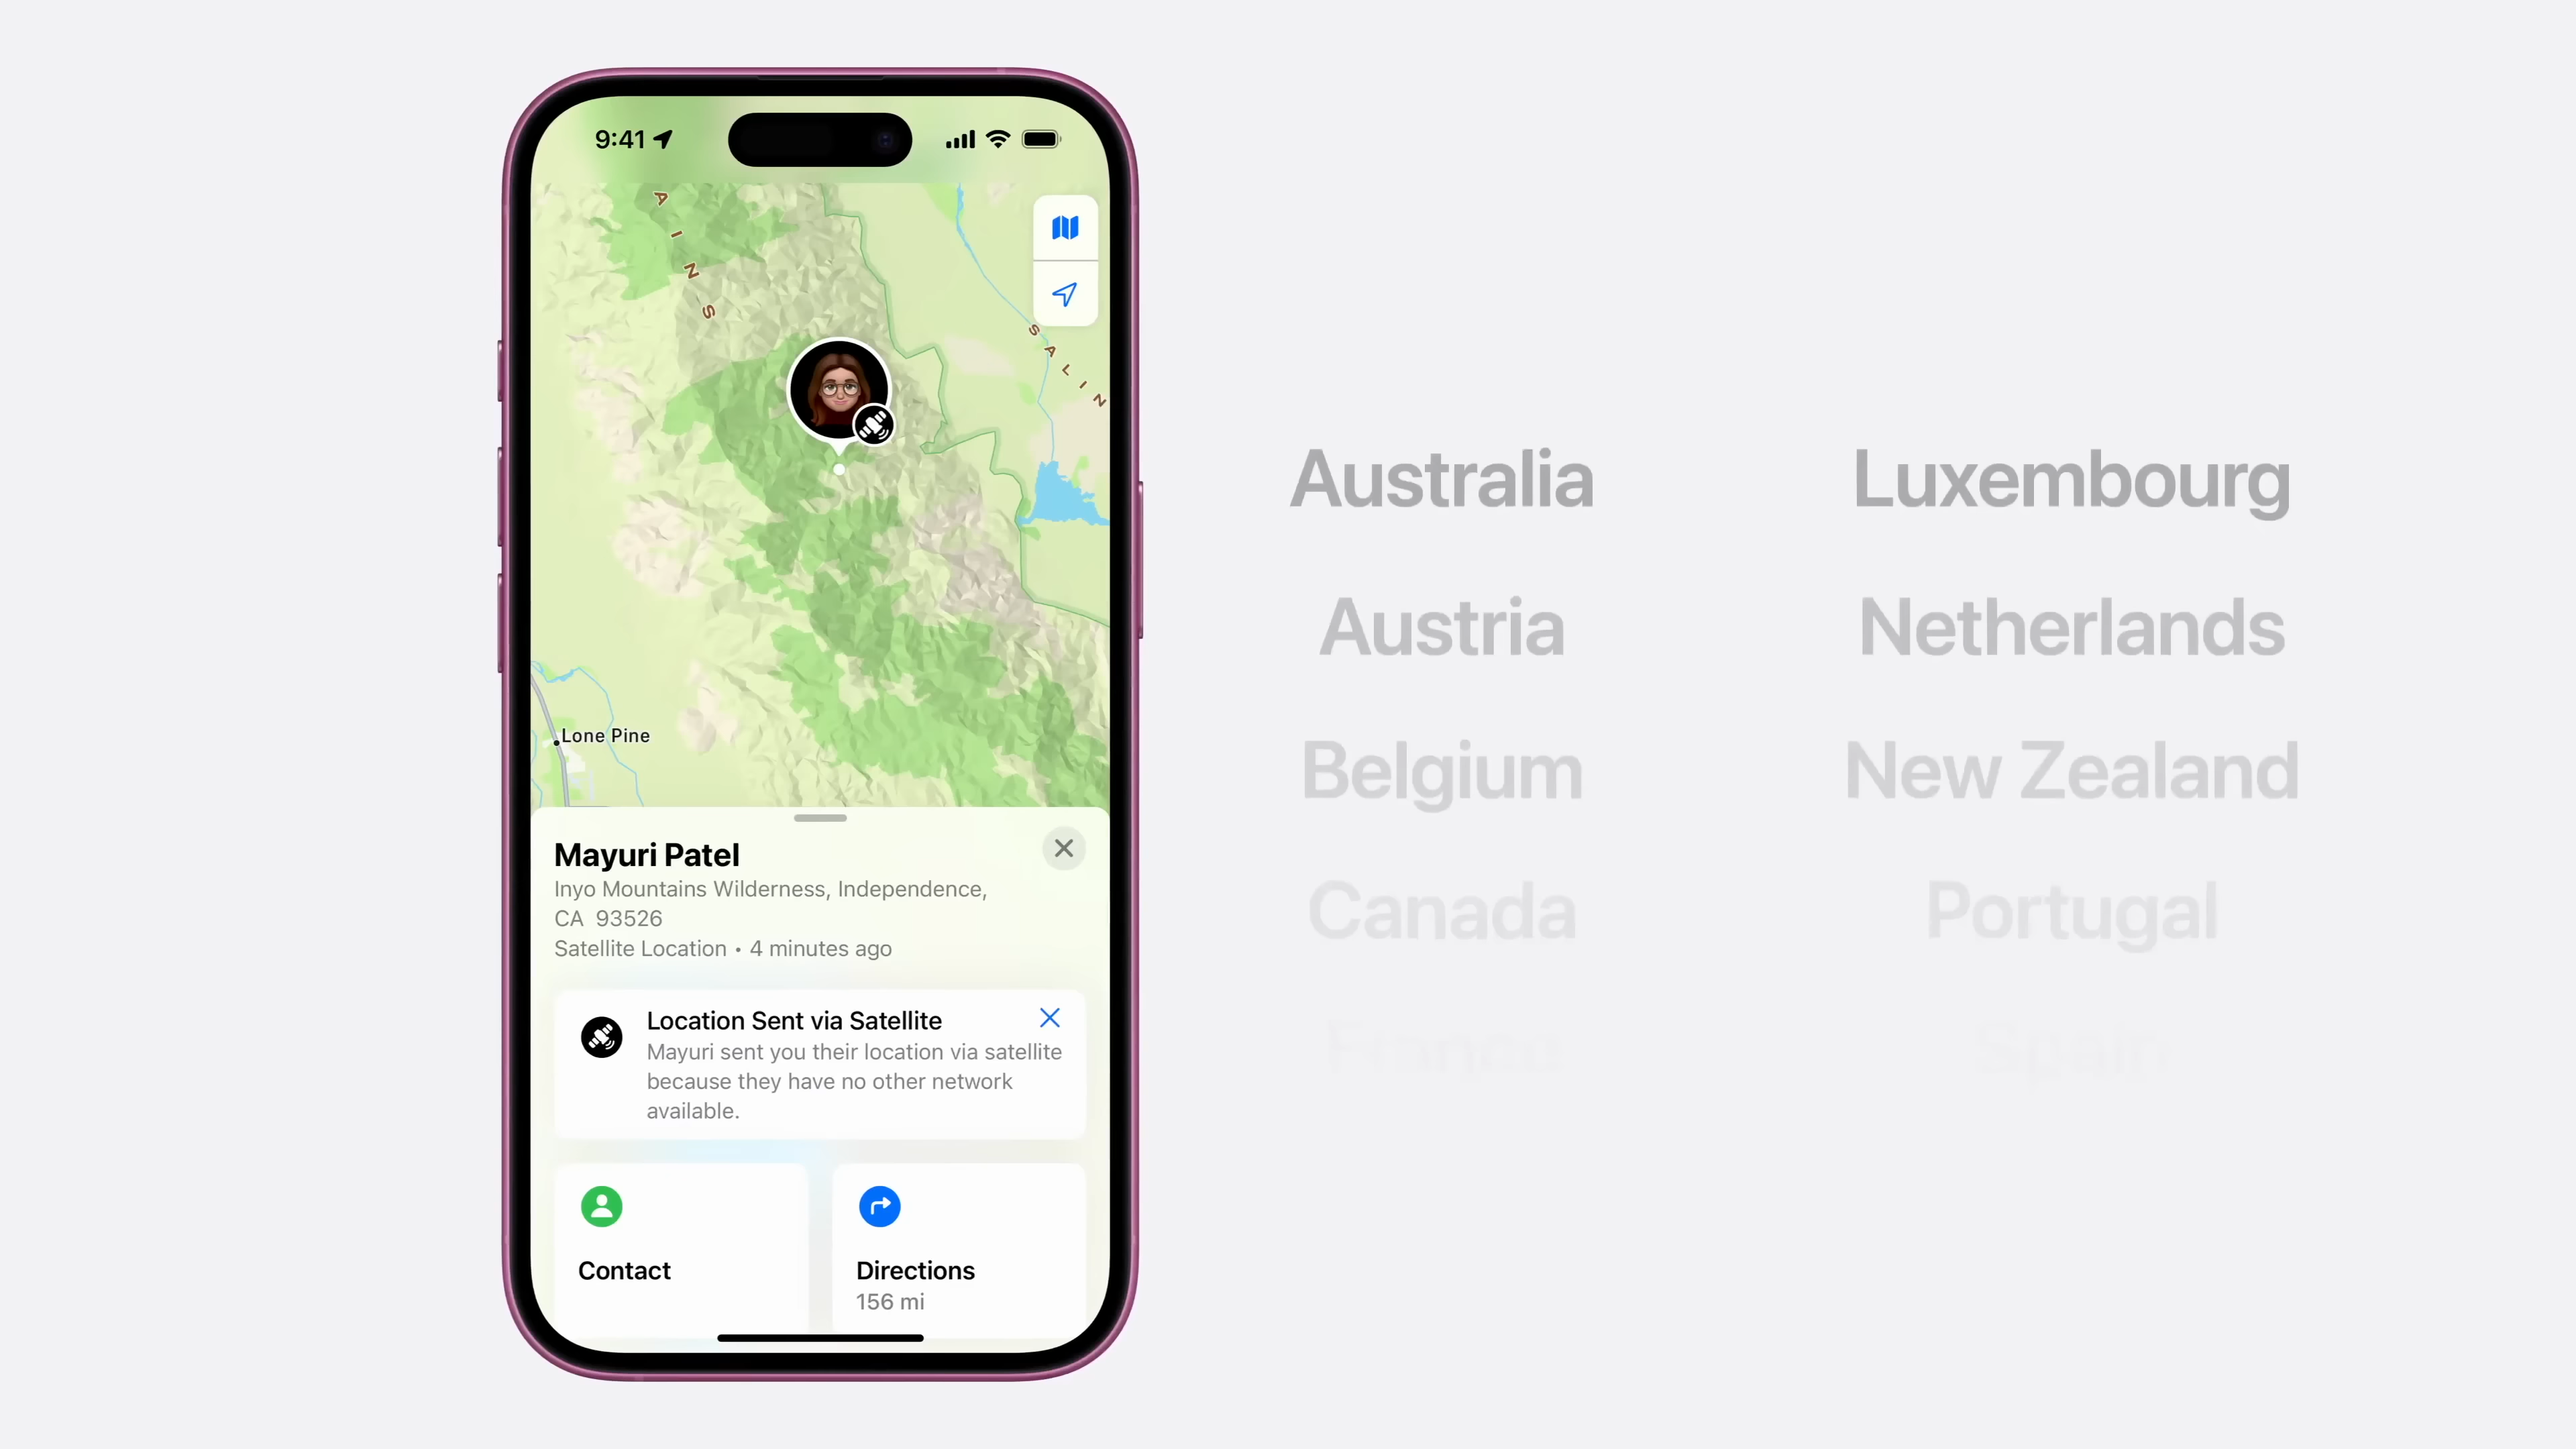 9:41
A I N S
S A L I N
Lone Pine
Mayuri Patel
Inyo Mountains Wilderness, Independence,
CA 93526
Satellite Location • 4 minutes ago
Location Sent via Satellite
Mayuri sent you their location via satellite
because they have no other network
available.
Contact
Directions
156 mi
Australia
Austria
Belgium
Canada
France
Luxembourg
Netherlands
New Zealand
Portugal
Spain